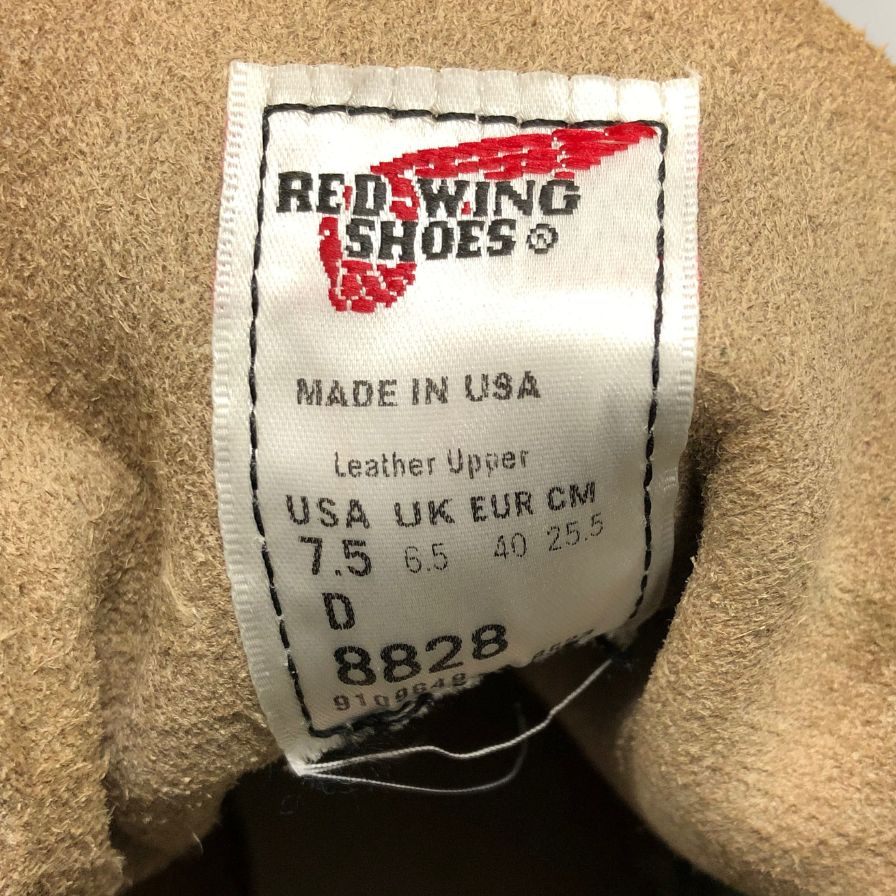 RED WING
SHOES ®
MADE IN USA
Leather Upper
USA UK EUR CM
7.5 6.5 40 25.5
D
8828